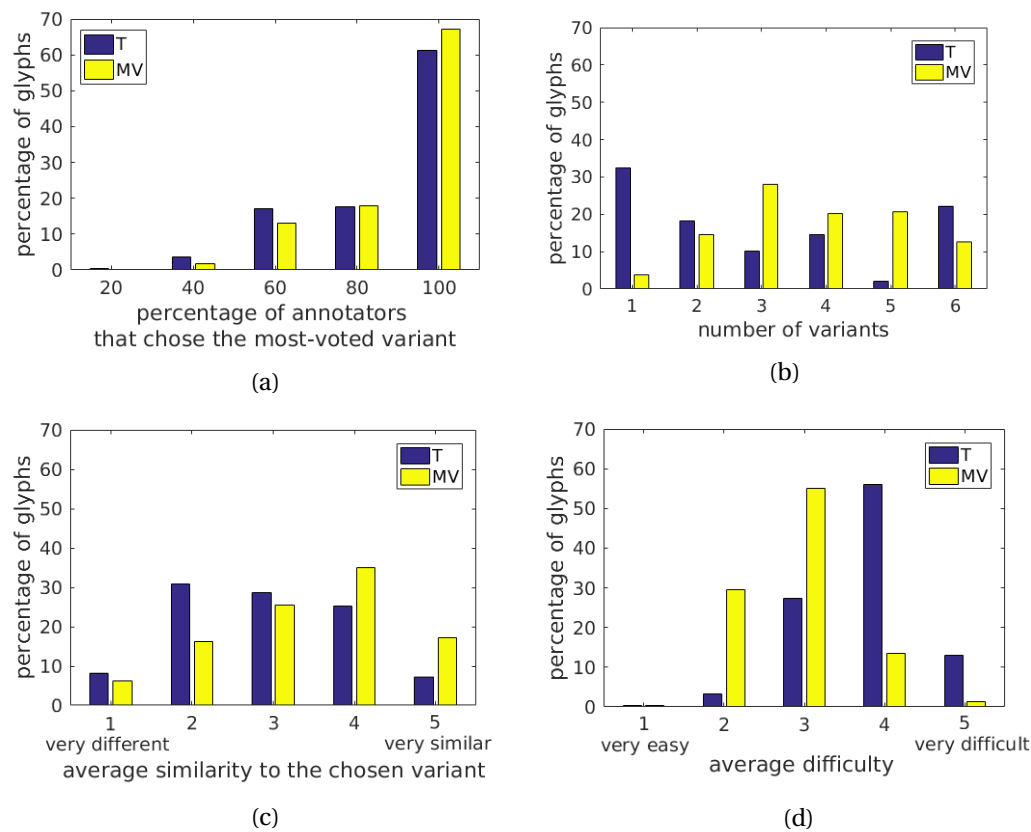 70
60
50
40
30
20
10
0
percentage of glyphs
T
MV
20 40 60 80 100
percentage of annotators
that chose the most-voted variant
(a)
70
60
50
40
30
20
10
0
percentage of glyphs
T
MV
1 2 3 4 5 6
number of variants
(b)
70
60
50
40
30
20
10
0
percentage of glyphs
T
MV
1 2 3 4 5
very different very similar
average similarity to the chosen variant
(c)
70
60
50
40
30
20
10
0
percentage of glyphs
T
MV
1 2 3 4 5
very easy very difficult
average difficulty
(d)